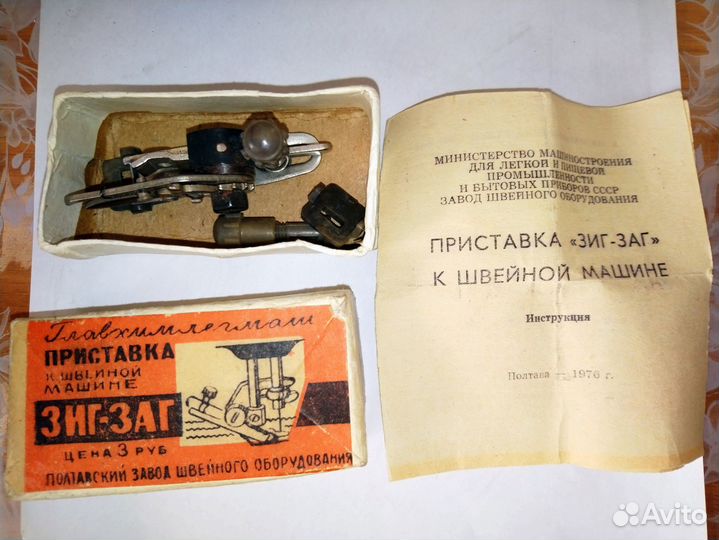 МИНИСТЕРСТВО МАШИНОСТРОЕНИЯ
ДЛЯ ЛЕГКОЙ И ПИЩЕВОЙ
ПРОМЫШЛЕННОСТИ
И БЫТОВЫХ ПРИБОРОВ СССР
ЗАВОД ШВЕЙНОГО ОБОРУДОВАНИЯ
ПРИСТАВКА «ЗИГ-ЗАГ»
К ШВЕЙНОЙ МАШИНЕ
Инструкция
Полтава — 1976 г.
Главхимлегмаш
ПРИСТАВКА
К ШВЕЙНОЙ
МАШИНЕ
ЗИГ-ЗАГ
ЦЕНА 3 РУБ
ПОЛТАВСКИЙ ЗАВОД ШВЕЙНОГО ОБОРУДОВАНИЯ
Avito